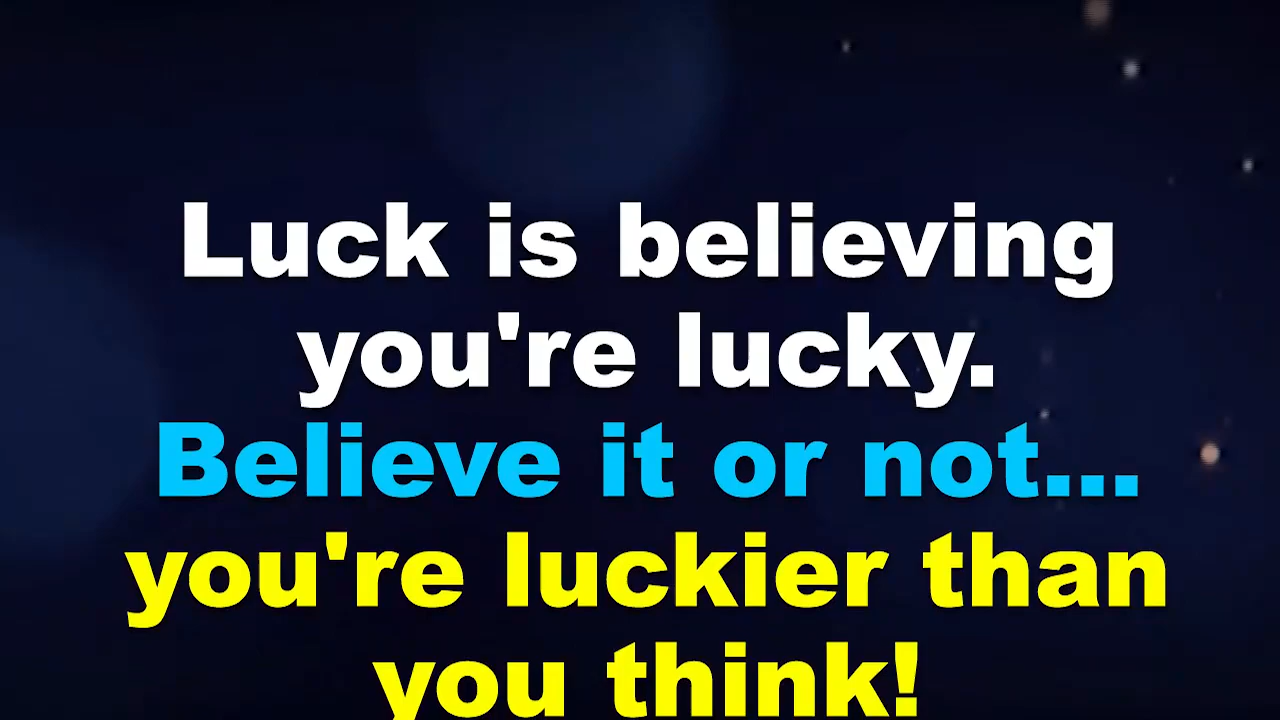 Luck is believing
you're lucky.
Believe it or not...
you're luckier than
you think!